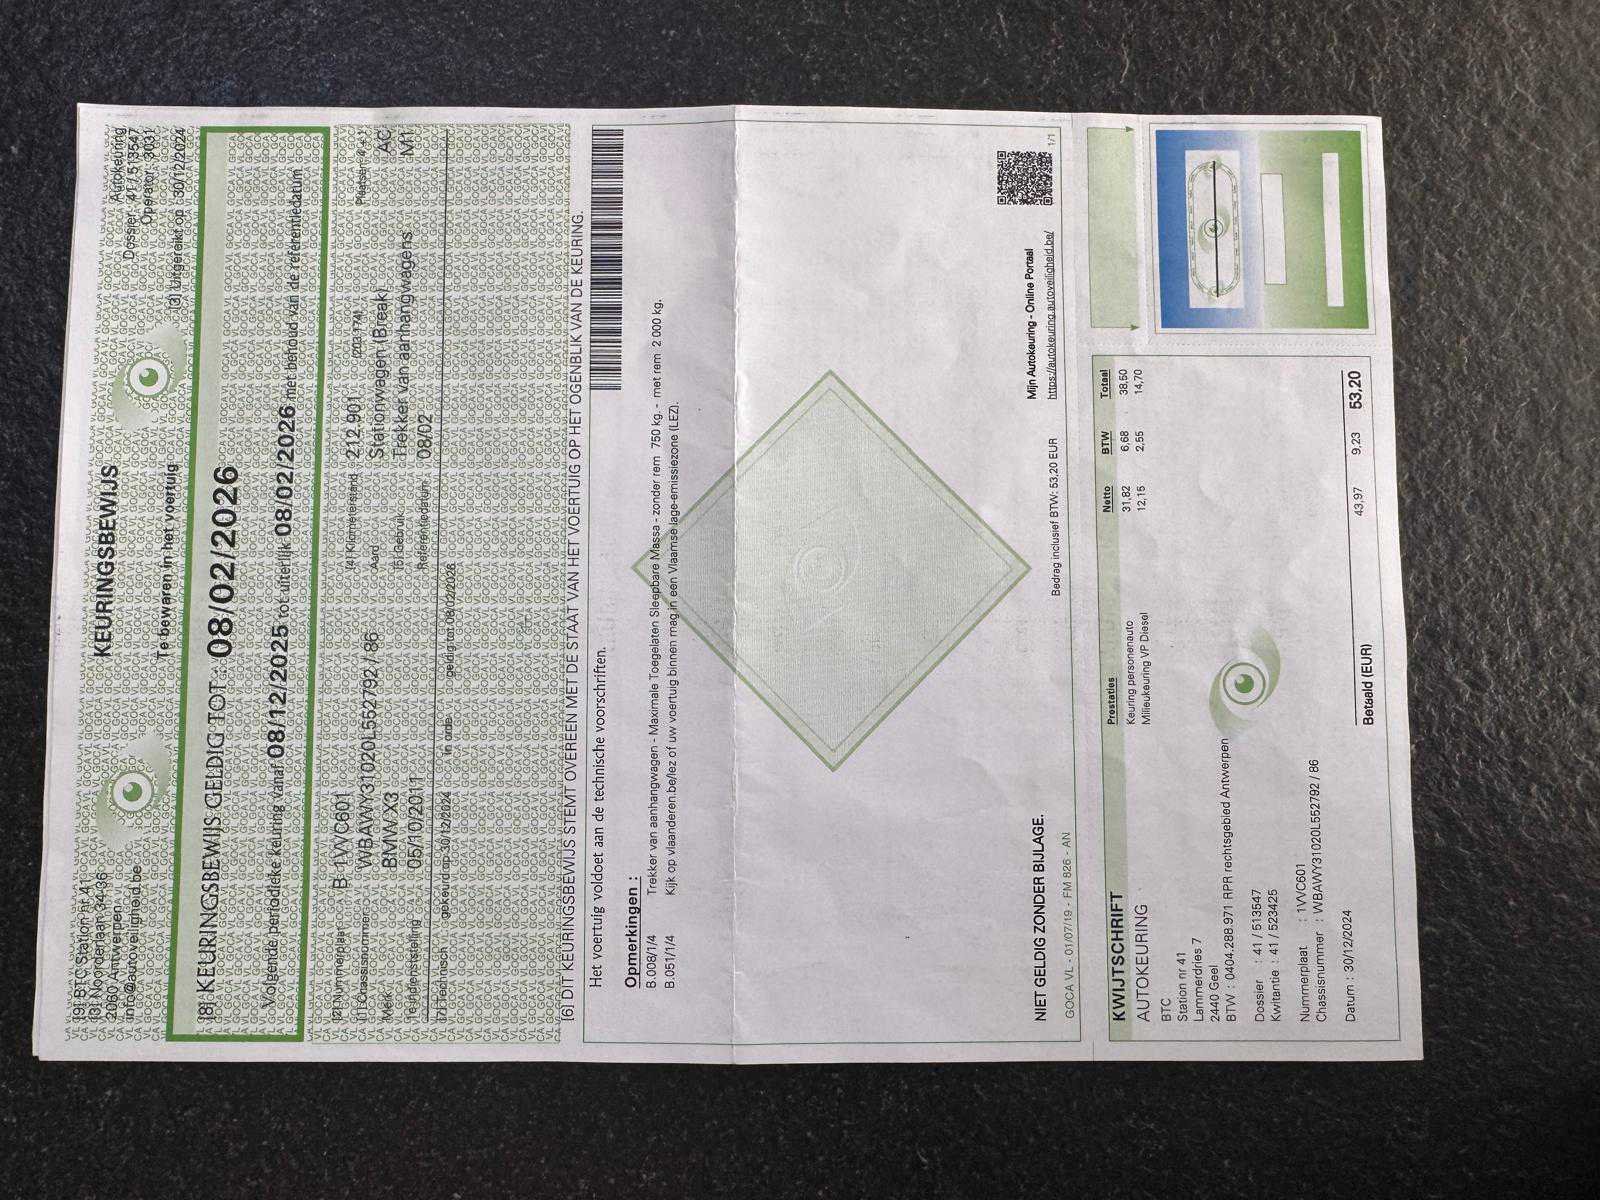 KEURINGSBEWIJS
Te bewaren in het voertuig
[9] BTC Station nr 41
[3] Noorderlaan 34-36
2060 Antwerpen
info@autoveiligheid.be
Autokeuring
Dossier 41 / 513547
Operator 3031
[3] Uitgereikt op 30/12/2024
[8] KEURINGSBEWIJS GELDIG TOT : 08/02/2026
Volgende periodieke keuring vanaf 08/12/2025 tot uiterlijk 08/02/2026 met behoud van de referentiedatum
[2] Nummerplaat B 1VVC601
[4] Kilometerstand 212.901 (203.174)
[1] Chassisnummer WBAWY31020L552792 / 86
Aard Stationwagen (Break) AC
Merk BMW X3
[5] Gebruik Trekker van aanhangwagens M1
1e Indienststelling 05/10/2011
Referentiedatum 08/02
[7] Technisch gekeurd op 30/12/2024 In orde geldig tot 08/02/2026
[6] DIT KEURINGSBEWIJS STEMT OVEREEN MET DE STAAT VAN HET VOERTUIG OP HET OGENBLIK VAN DE KEURING.
Het voertuig voldoet aan de technische voorschriften.
Opmerkingen :
B.008/1/4 Trekker van aanhangwagen - Maximale Toegelaten Sleepbare Massa - zonder rem 750 kg - met rem 2 000 kg.
B.051/1/4 Kijk op vlaanderen.be/lez of uw voertuig binnen mag in een Vlaamse lage-emissiezone (LEZ).
Mijn Autokeuring - Online Portaal
https://autokeuring.autoveiligheid.be/
NIET GELDIG ZONDER BIJLAGE.
Bedrag inclusief BTW: 53,20 EUR
1/1
GOCA VL - 01/07/19 - FM 826 - AN
KWIJTSCHRIFT
AUTOKEURING
BTC
Station nr 41
Lammerdries 7
2440 Geel
BTW : 0404.288.971 RPR rechtsgebied Antwerpen
Dossier : 41 / 513547
Kwitantie : 41 / 523425
Nummerplaat : 1VVC601
Chassisnummer : WBAWY31020L552792 / 86
Datum : 30/12/2024
Prestaties Netto BTW Totaal
Keuring personenauto 31,82 6,68 38,50
Milieukeuring VP Diesel 12,15 2,55 14,70
Betaald (EUR) 43,97 9,23 53,20